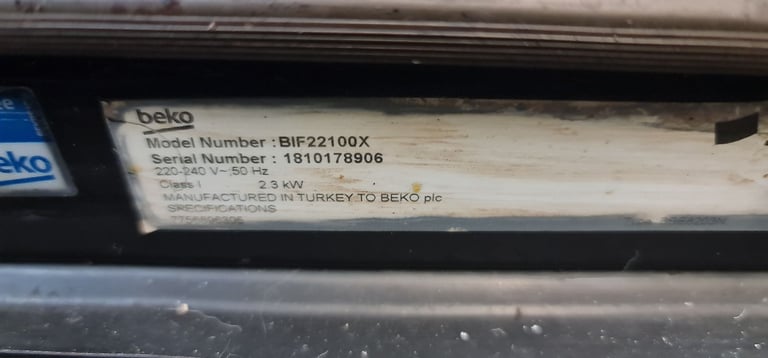 beko
Model Number : BIF22100X
Serial Number : 1810178906
220-240 V~ 50 Hz
Class I 2.3 kW
MANUFACTURED IN TURKEY TO BEKO plc
SPECIFICATIONS
eko